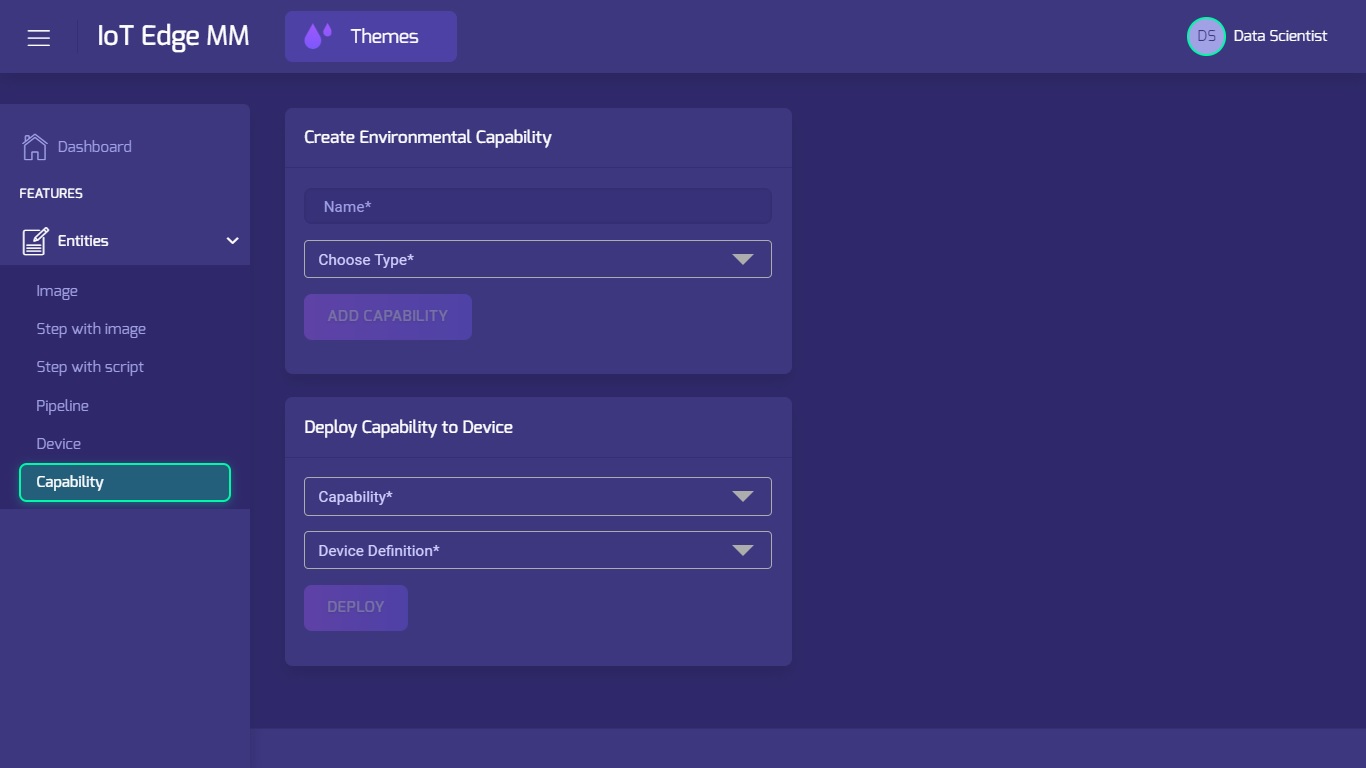 IoT Edge MM
Themes
DS
Data Scientist
Dashboard
FEATURES
Entities
Image
Step with image
Step with script
Pipeline
Device
Capability
Create Environmental Capability
Name*
Choose Type*
ADD CAPABILITY
Deploy Capability to Device
Capability*
Device Definition*
DEPLOY